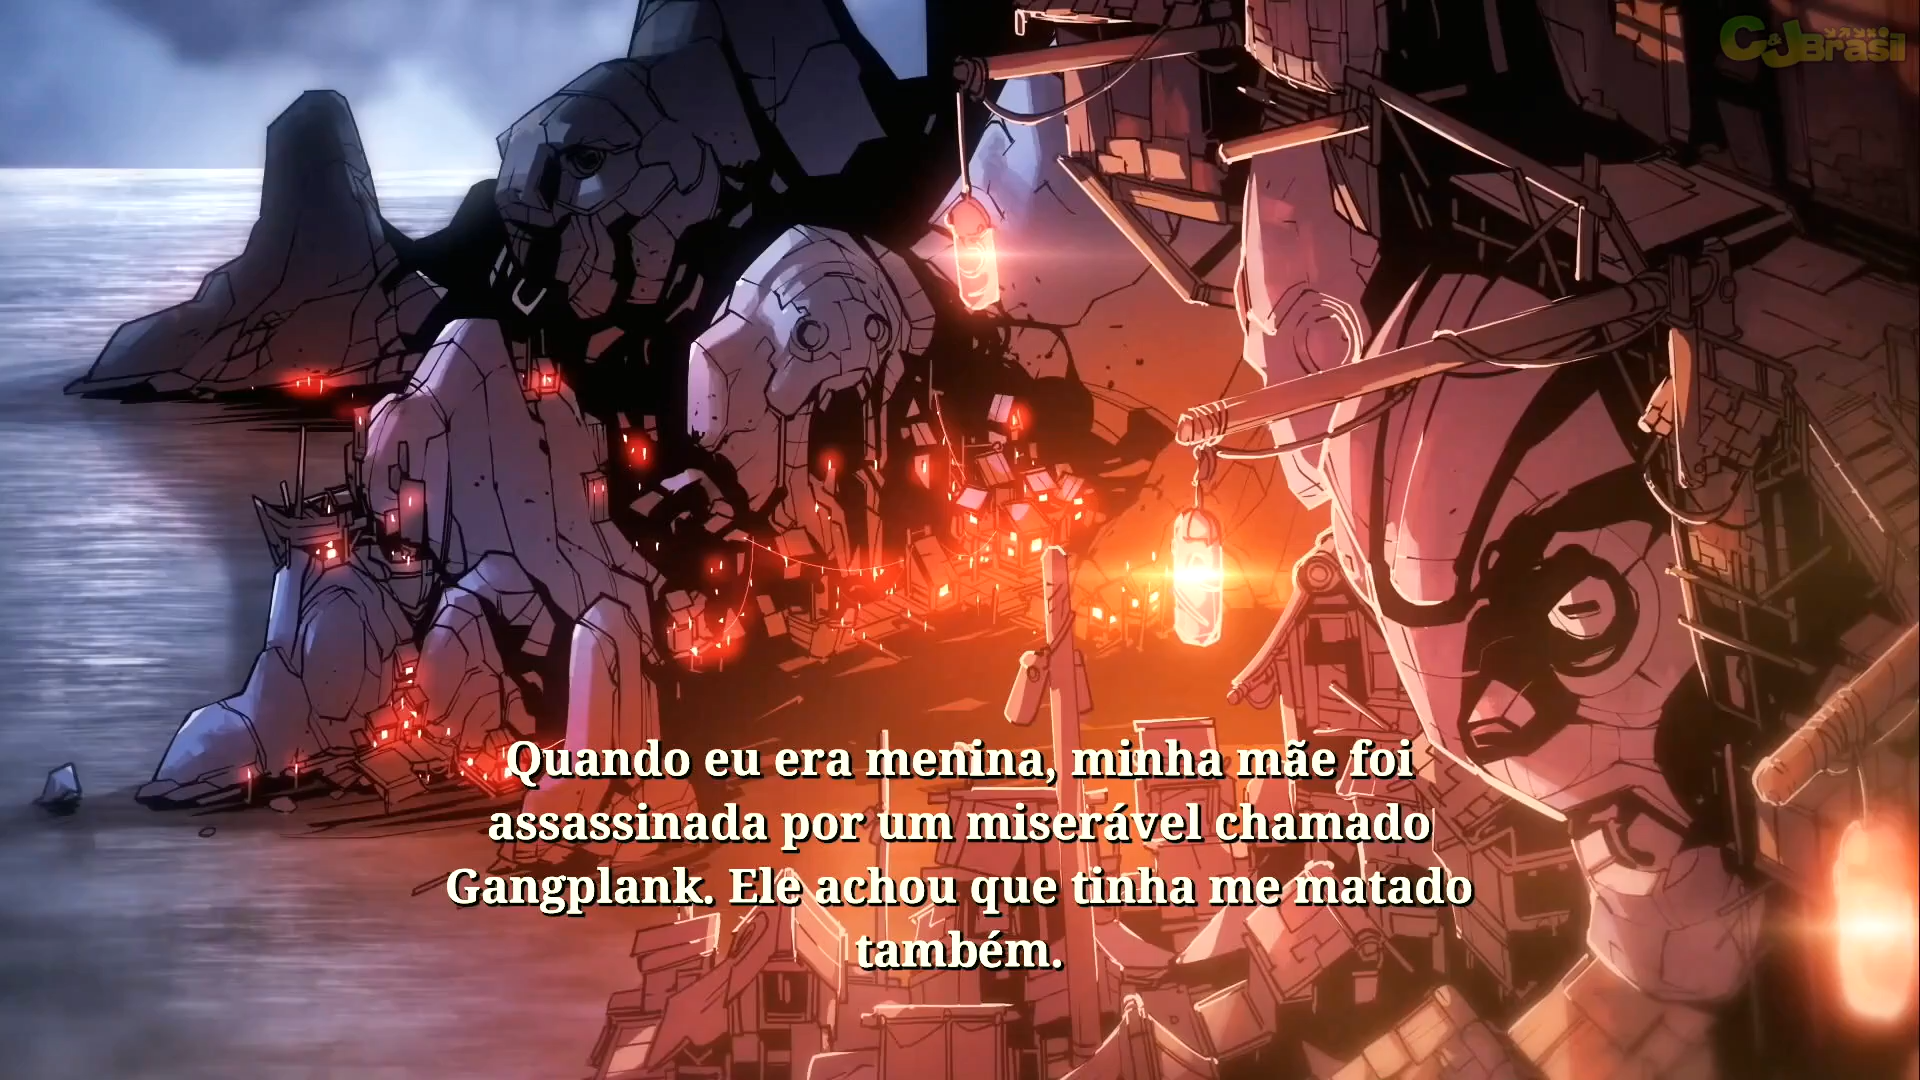 C&J Brasil
Quando eu era menina, minha mãe foi
assassinada por um miserável chamado
Gangplank. Ele achou que tinha me matado
também.